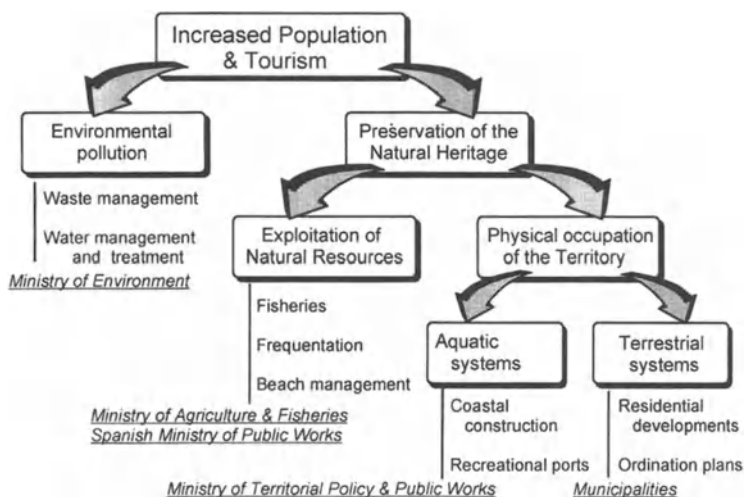 Increased Population
& Tourism
Environmental
pollution
Preservation of the
Natural Heritage
Waste management
Water management
and treatment
Ministry of Environment
Exploitation of
Natural Resources
Physical occupation
of the Territory
Fisheries
Frequentation
Beach management
Ministry of Agriculture & Fisheries
Spanish Ministry of Public Works
Aquatic
systems
Terrestrial
systems
Coastal
construction
Recreational ports
Residential
developments
Ordination plans
Ministry of Territorial Policy & Public Works
Municipalities